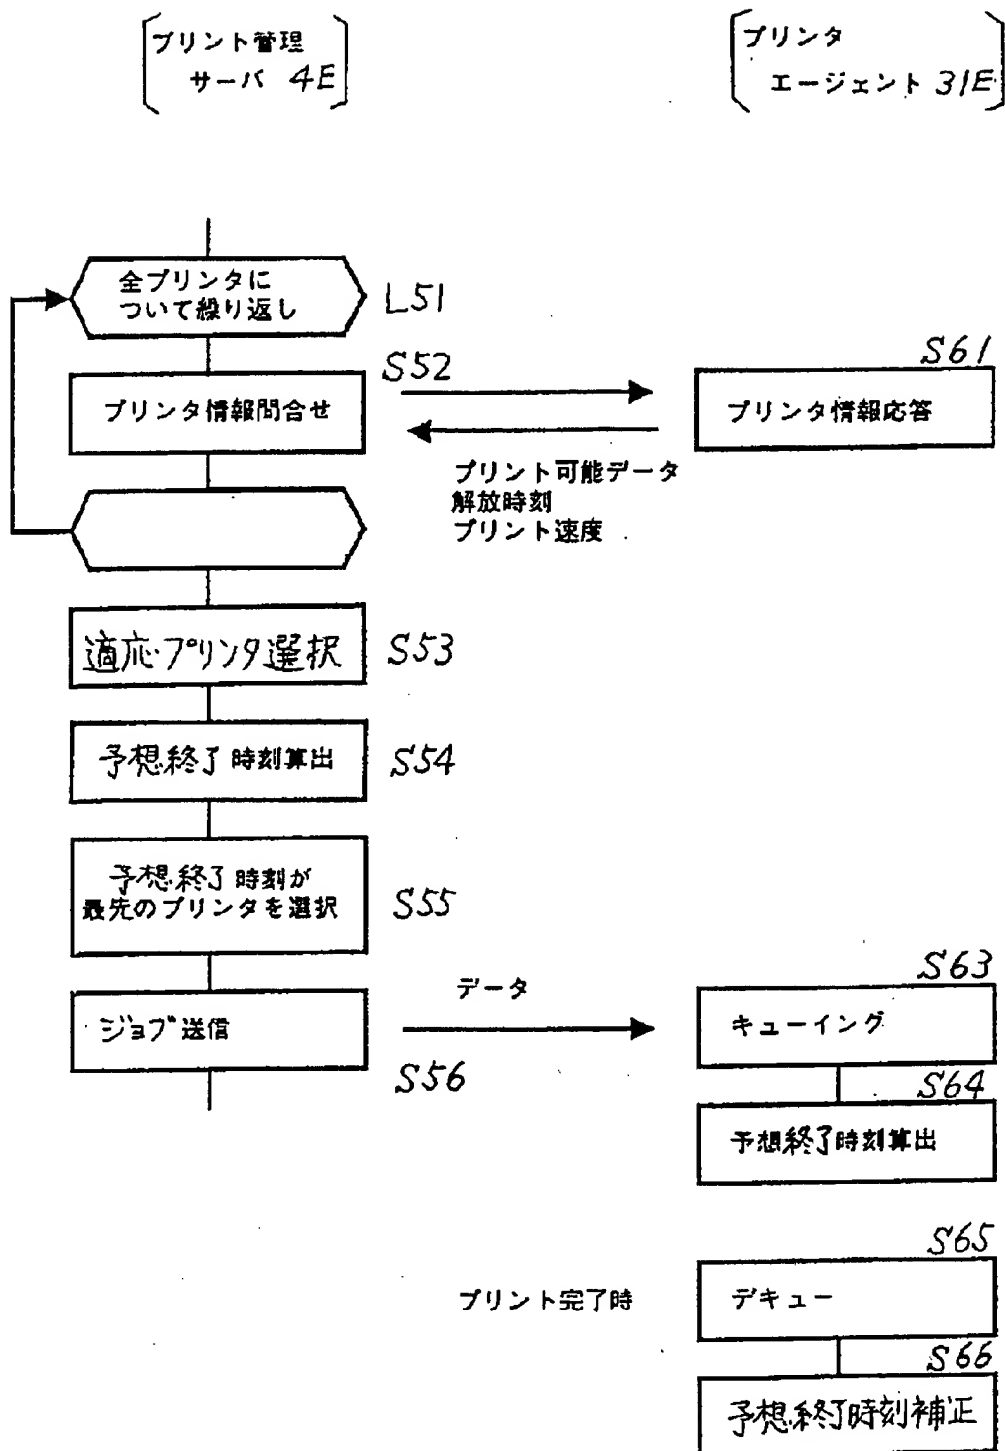 プリント管理
サーバ 4E
プリンタ
エージェント 31E
全プリンタに
ついて繰り返し
L51
S52
プリンタ情報問合せ
S61
プリンタ情報応答
プリント可能データ
解放時刻
プリント速度
適応プリンタ選択
S53
予想終了時刻算出
S54
予想終了時刻が
最先のプリンタを選択
S55
ジョブ送信
S56
データ
S63
キューイング
S64
予想終了時刻算出
プリント完了時
S65
デキュー
S66
予想終了時刻補正